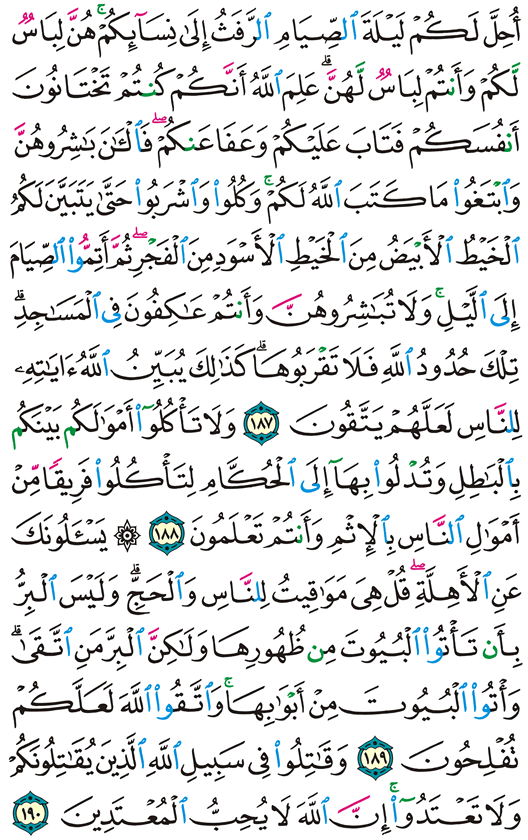 أُحِلَّ لَكُمْ لَيْلَةَ ٱلصِّيَامِ ٱلرَّفَثُ إِلَىٰ نِسَآئِكُمْ ۚ هُنَّ لِبَاسٌ
لَّكُمْ وَأَنتُمْ لِبَاسٌ لَّهُنَّ ۗ عَلِمَ ٱللَّهُ أَنَّكُمْ كُنتُمْ تَخْتَانُونَ
أَنفُسَكُمْ فَتَابَ عَلَيْكُمْ وَعَفَا عَنكُمْ ۖ فَٱلْـَٰٔنَ بَـٰشِرُوهُنَّ
وَٱبْتَغُوا۟ مَا كَتَبَ ٱللَّهُ لَكُمْ ۚ وَكُلُوا۟ وَٱشْرَبُوا۟ حَتَّىٰ يَتَبَيَّنَ لَكُمُ
ٱلْخَيْطُ ٱلْأَبْيَضُ مِنَ ٱلْخَيْطِ ٱلْأَسْوَدِ مِنَ ٱلْفَجْرِ ۖ ثُمَّ أَتِمُّوا۟ ٱلصِّيَامَ
إِلَى ٱلَّيْلِ ۚ وَلَا تُبَـٰشِرُوهُنَّ وَأَنتُمْ عَـٰكِفُونَ فِى ٱلْمَسَـٰجِدِ ۗ
تِلْكَ حُدُودُ ٱللَّهِ فَلَا تَقْرَبُوهَا ۗ كَذَٰلِكَ يُبَيِّنُ ٱللَّهُ ءَايَـٰتِهِۦ
لِلنَّاسِ لَعَلَّهُمْ يَتَّقُونَ ١٨٧ وَلَا تَأْكُلُوٓا۟ أَمْوَٰلَكُم بَيْنَكُم
بِٱلْبَـٰطِلِ وَتُدْلُوا۟ بِهَآ إِلَى ٱلْحُكَّامِ لِتَأْكُلُوا۟ فَرِيقًا مِّنْ
أَمْوَٰلِ ٱلنَّاسِ بِٱلْإِثْمِ وَأَنتُمْ تَعْلَمُونَ ١٨٨ ۞ يَسْـَٔلُونَكَ
عَنِ ٱلْأَهِلَّةِ ۖ قُلْ هِىَ مَوَٰقِيتُ لِلنَّاسِ وَٱلْحَجِّ ۗ وَلَيْسَ ٱلْبِرُّ
بِأَن تَأْتُوا۟ ٱلْبُيُوتَ مِن ظُهُورِهَا وَلَـٰكِنَّ ٱلْبِرَّ مَنِ ٱتَّقَىٰ ۗ
وَأْتُوا۟ ٱلْبُيُوتَ مِنْ أَبْوَٰبِهَا ۚ وَٱتَّقُوا۟ ٱللَّهَ لَعَلَّكُمْ
تُفْلِحُونَ ١٨٩ وَقَـٰتِلُوا۟ فِى سَبِيلِ ٱللَّهِ ٱلَّذِينَ يُقَـٰتِلُونَكُمْ
وَلَا تَعْتَدُوٓا۟ ۚ إِنَّ ٱللَّهَ لَا يُحِبُّ ٱلْمُعْتَدِينَ ١٩٠